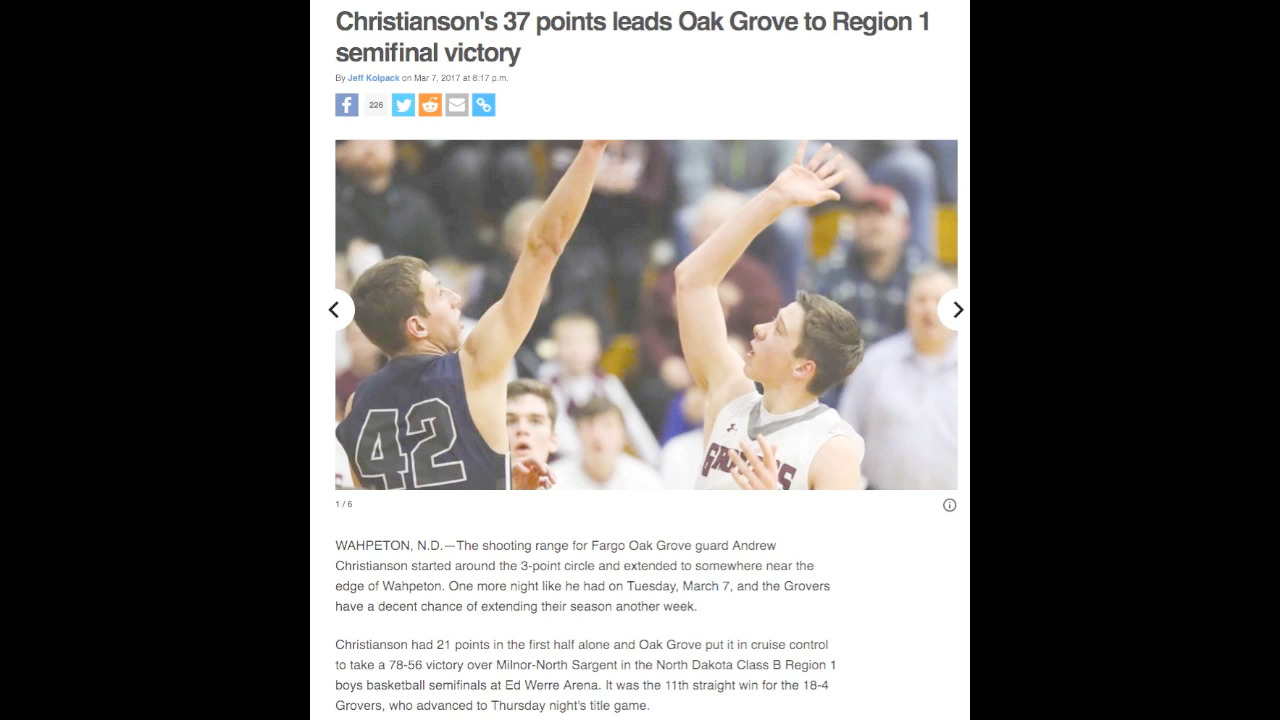 Christianson's 37 points leads Oak Grove to Region 1
semifinal victory
By Jeff Kolpack on Mar 7, 2017 at 8:17 p.m.
226
42
1 / 6
WAHPETON, N.D.—The shooting range for Fargo Oak Grove guard Andrew
Christianson started around the 3-point circle and extended to somewhere near the
edge of Wahpeton. One more night like he had on Tuesday, March 7, and the Grovers
have a decent chance of extending their season another week.
Christianson had 21 points in the first half alone and Oak Grove put it in cruise control
to take a 78-56 victory over Milnor-North Sargent in the North Dakota Class B Region 1
boys basketball semifinals at Ed Werre Arena. It was the 11th straight win for the 18-4
Grovers, who advanced to Thursday night's title game.